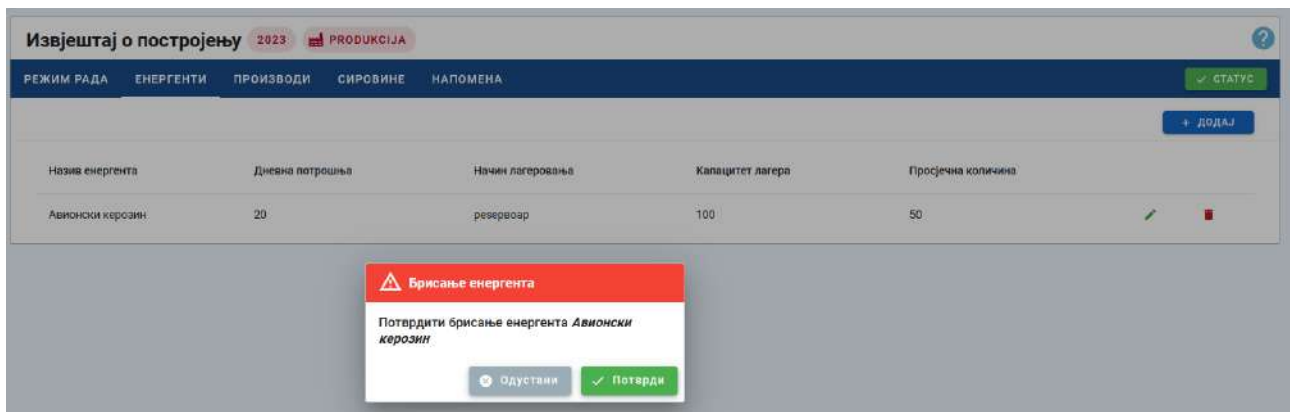 Извјештај о постројењу 2023 PRODUKCIJA
РЕЖИМ РАДА ЕНЕРГЕНТИ ПРОИЗВОДИ СИРОВИНЕ НАПОМЕНА СТАТУС
+ ДОДАЈ
Назив енергента Дневна потрошња Начин лагеровања Капацитет лагера Просјечна количина
Авионски керозин 20 резервоар 100 50
Брисање енергента
Потврдити брисање енергента Авионски
керозин
Одустани Потврди